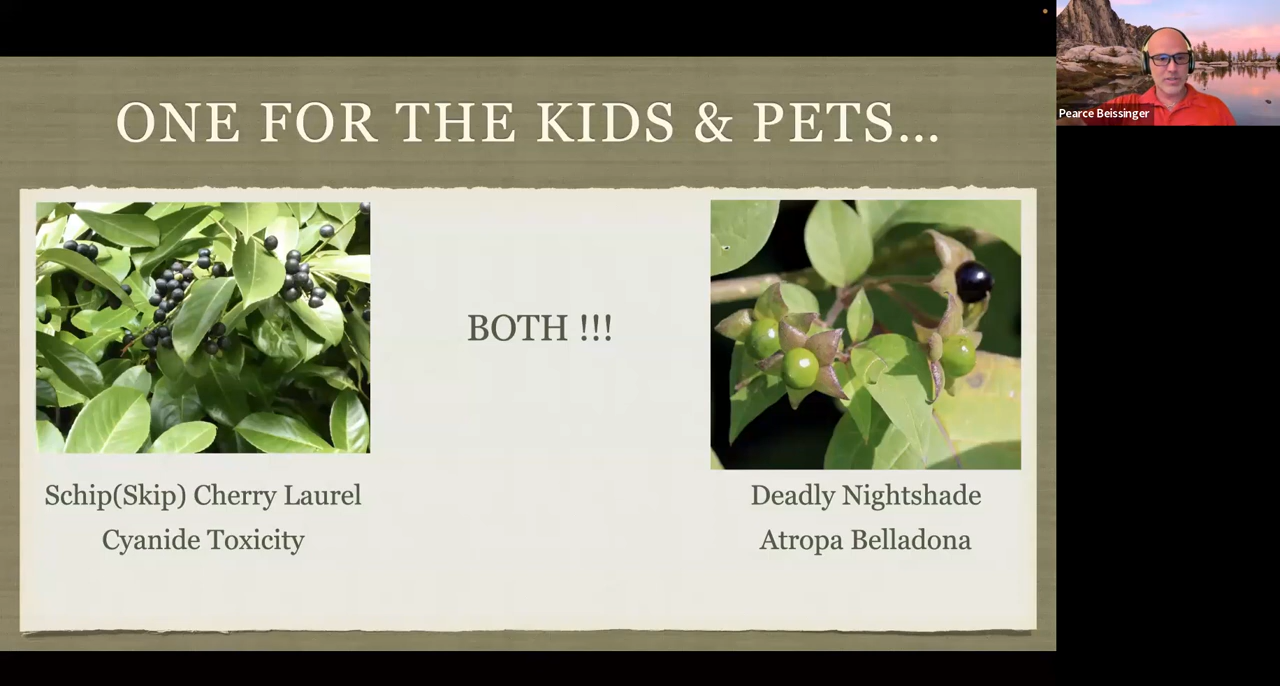 ONE FOR THE KIDS & PETS...
Pearce Beissinger
BOTH !!!
Schip(Skip) Cherry Laurel
Cyanide Toxicity
Deadly Nightshade
Atropa Belladona